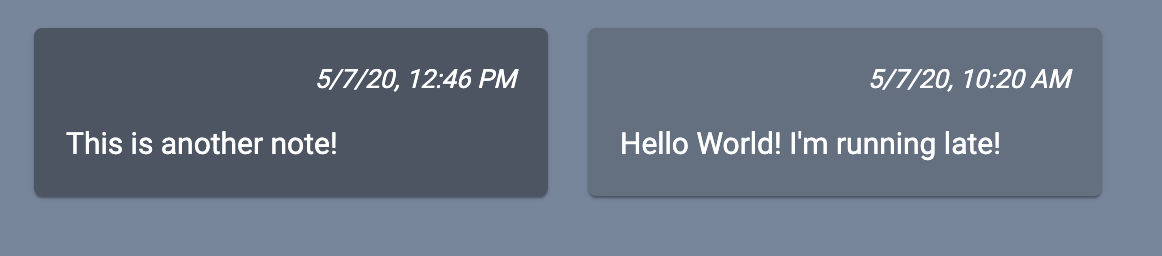 5/7/20, 12:46 PM
This is another note!
5/7/20, 10:20 AM
Hello World! I'm running late!